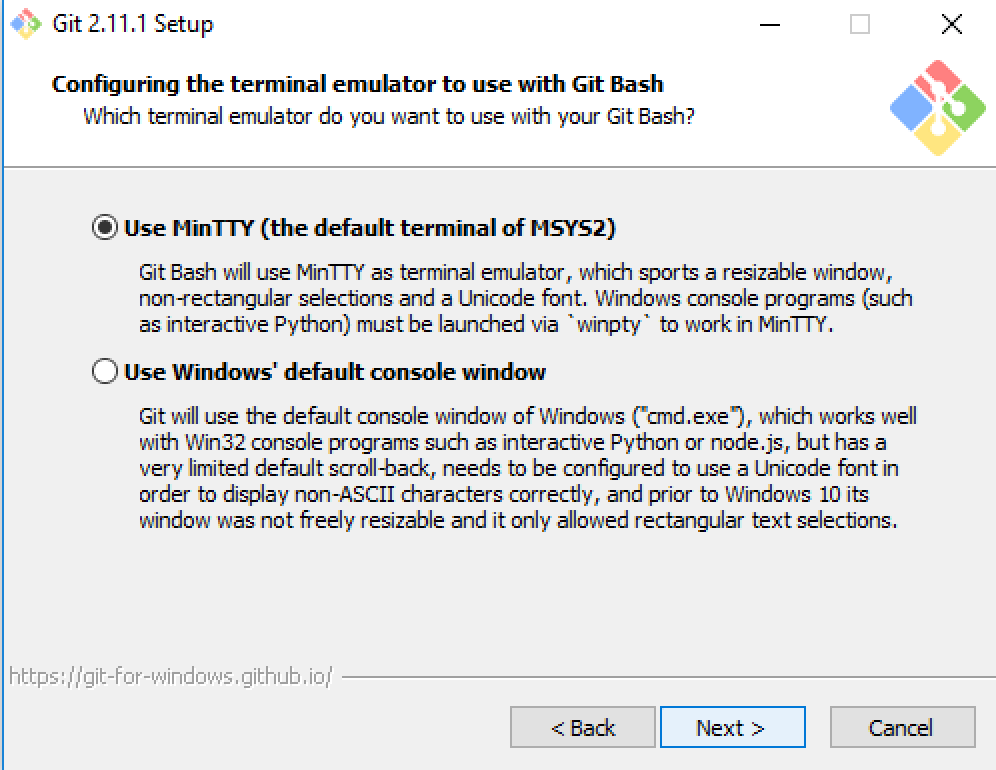 Git 2.11.1 Setup
Configuring the terminal emulator to use with Git Bash
Which terminal emulator do you want to use with your Git Bash?
Use MinTTY (the default terminal of MSYS2)
Git Bash will use MinTTY as terminal emulator, which sports a resizable window,
non-rectangular selections and a Unicode font. Windows console programs (such
as interactive Python) must be launched via `winpty` to work in MinTTY.
Use Windows' default console window
Git will use the default console window of Windows ("cmd.exe"), which works well
with Win32 console programs such as interactive Python or node.js, but has a
very limited default scroll-back, needs to be configured to use a Unicode font in
order to display non-ASCII characters correctly, and prior to Windows 10 its
window was not freely resizable and it only allowed rectangular text selections.
https://git-for-windows.github.io/
< Back Next > Cancel